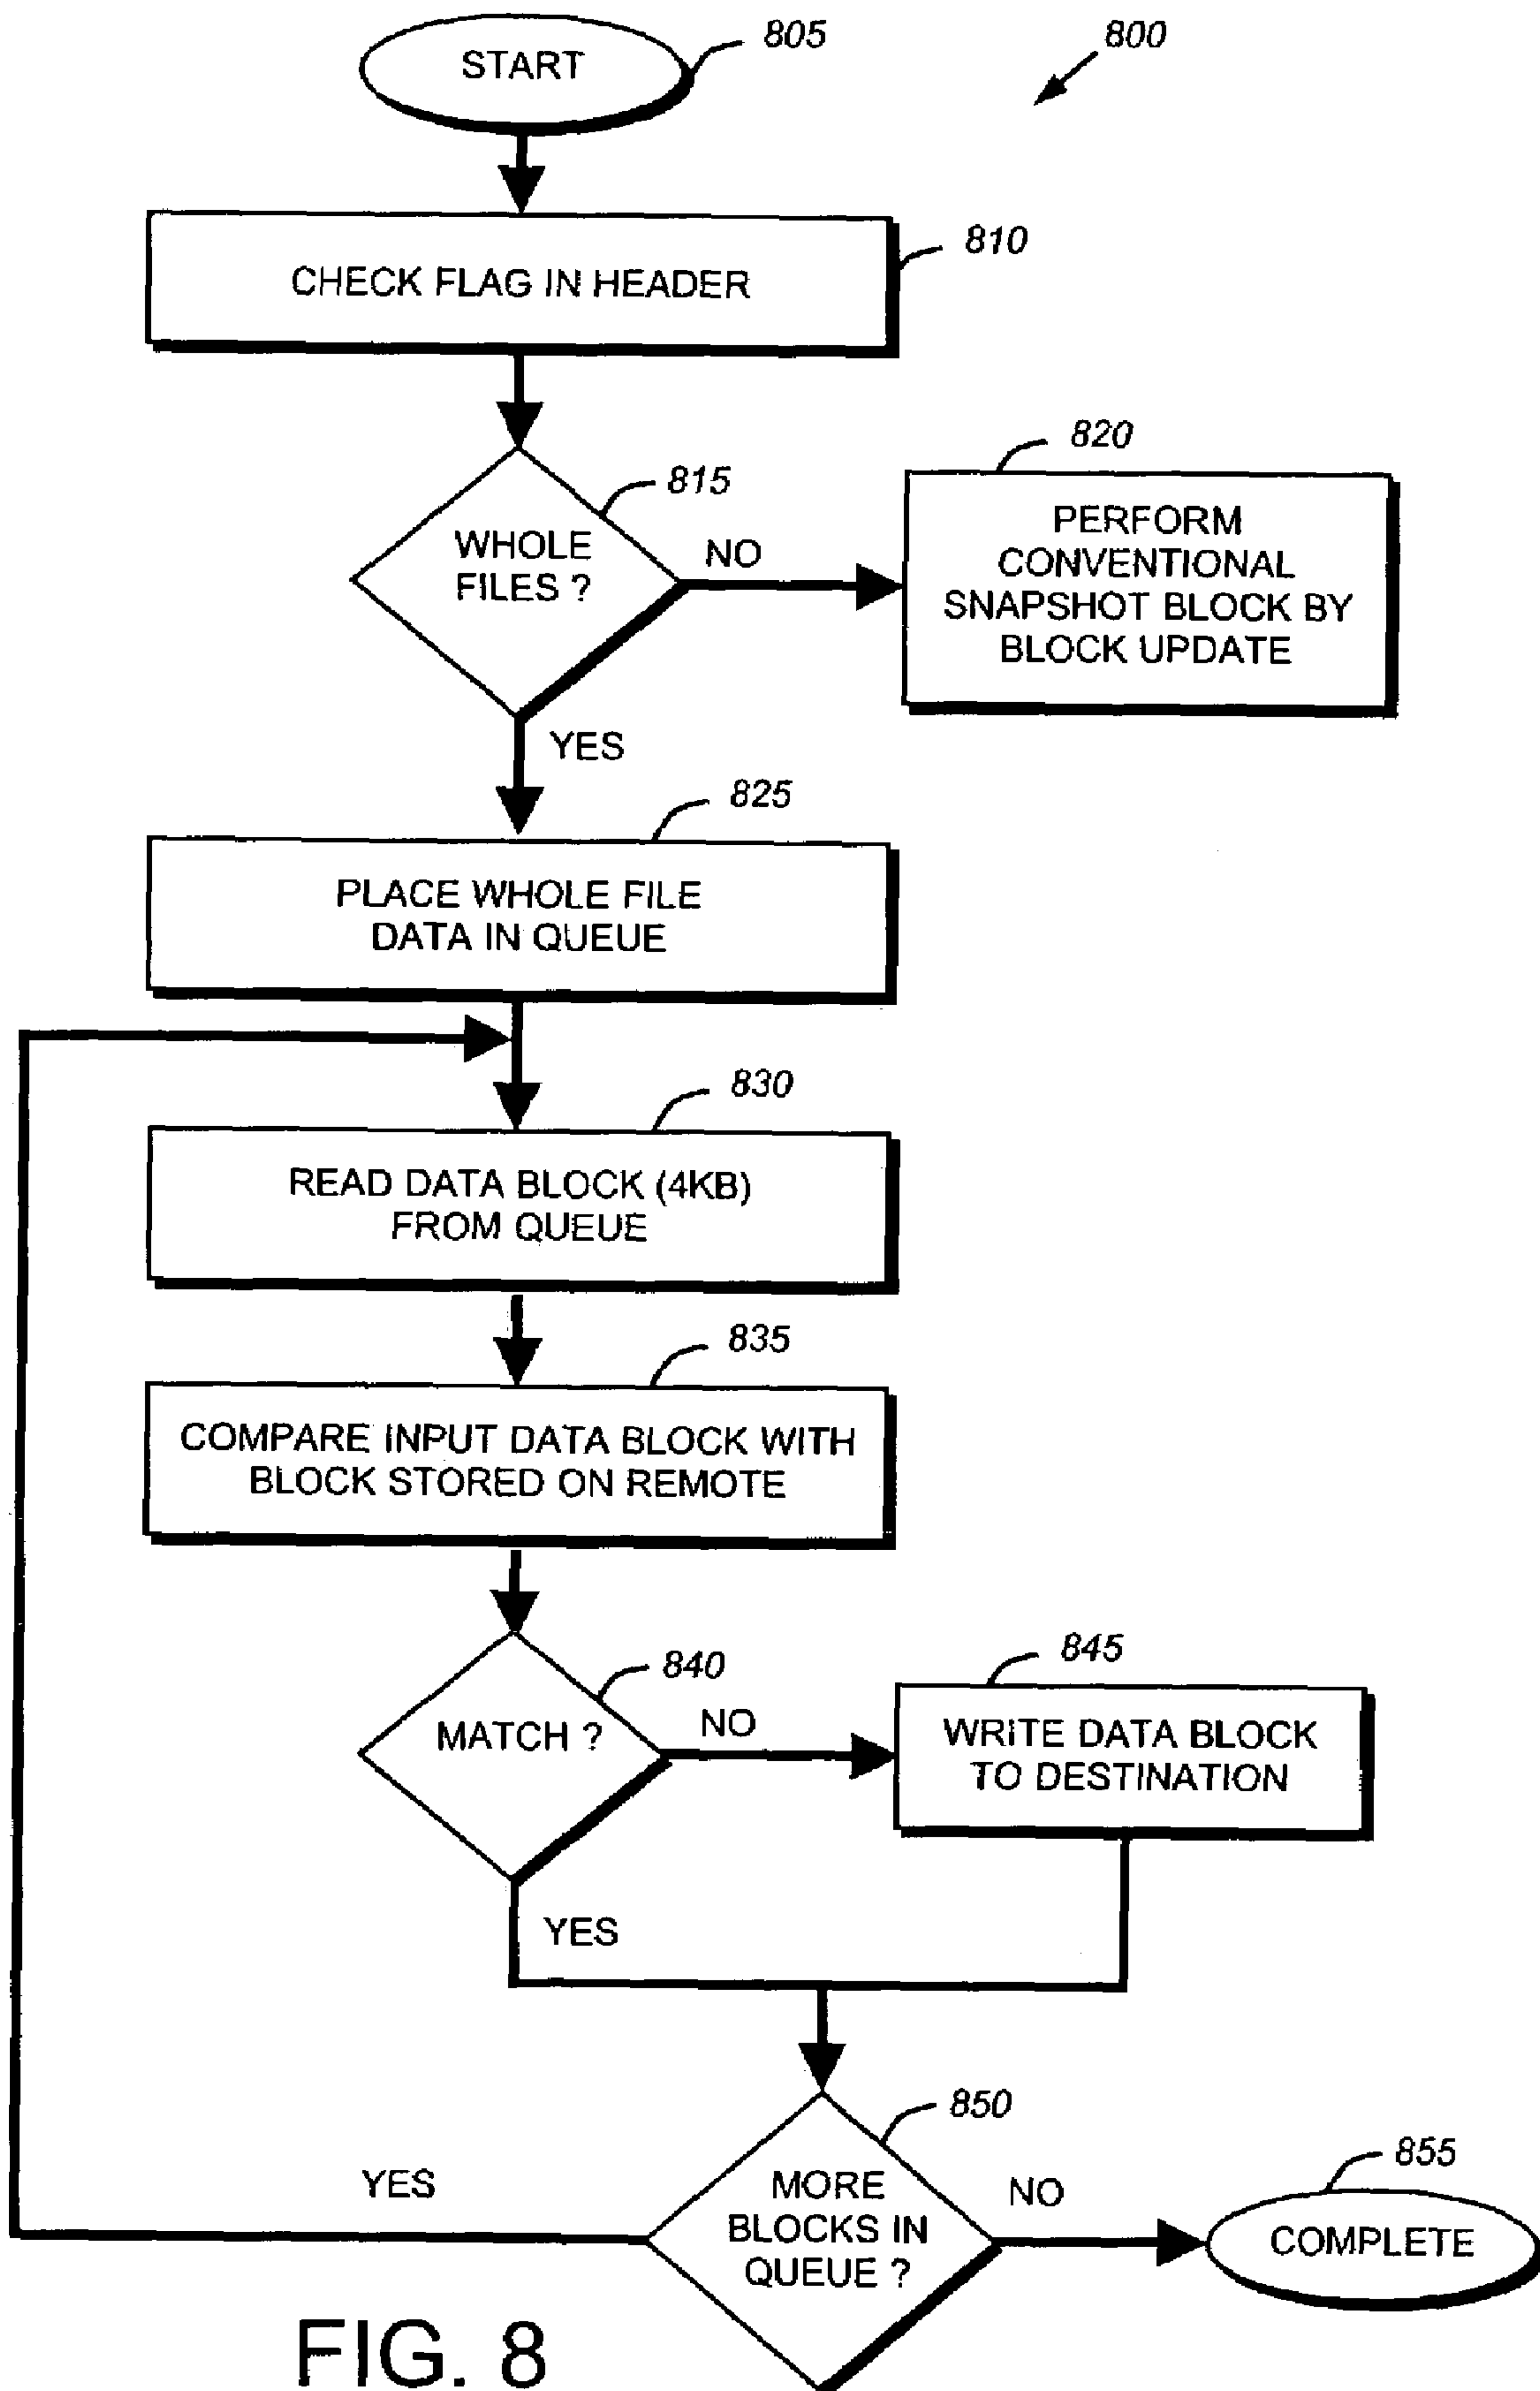 START
805
800
CHECK FLAG IN HEADER
810
WHOLE
FILES ?
815
NO
YES
820
PERFORM
CONVENTIONAL
SNAPSHOT BLOCK BY
BLOCK UPDATE
825
PLACE WHOLE FILE
DATA IN QUEUE
830
READ DATA BLOCK (4KB)
FROM QUEUE
835
COMPARE INPUT DATA BLOCK WITH
BLOCK STORED ON REMOTE
840
MATCH ?
NO
YES
845
WRITE DATA BLOCK
TO DESTINATION
850
MORE
BLOCKS IN
QUEUE ?
YES
NO
855
COMPLETE
FIG. 8